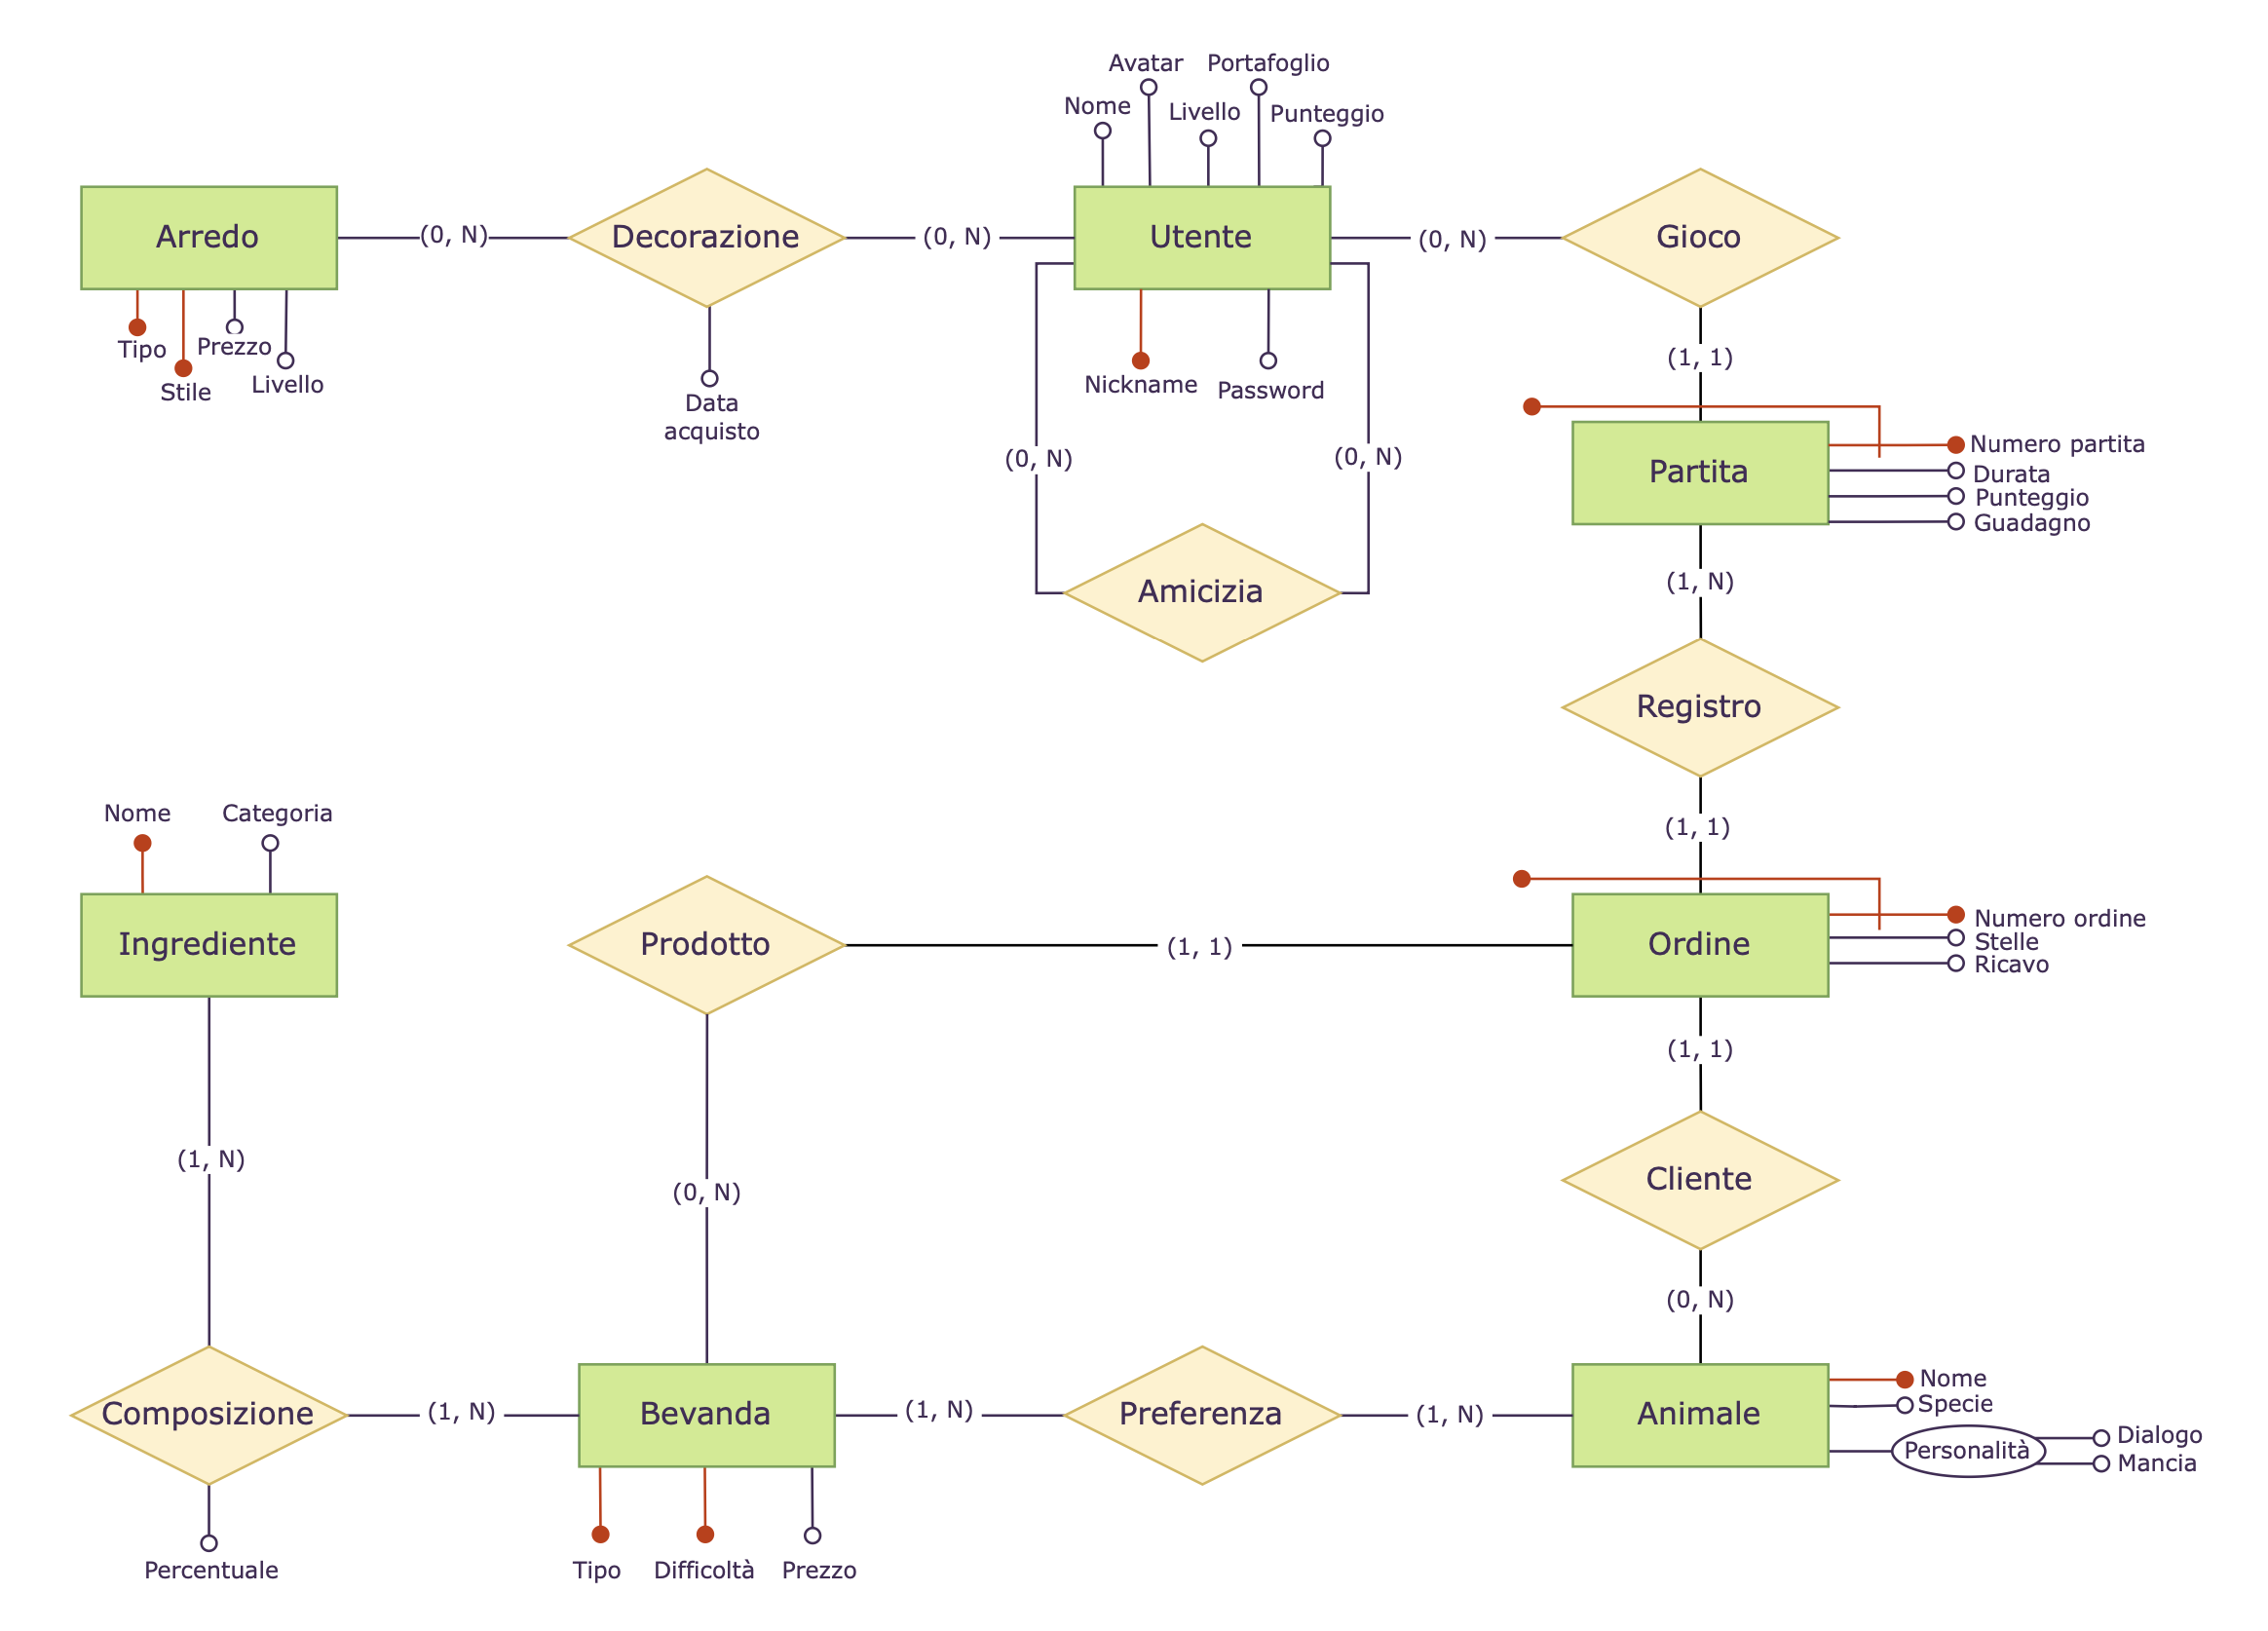 Avatar
Portafoglio
Nome
Livello
Punteggio
Arredo
(0, N)
Decorazione
(0, N)
Utente
(0, N)
Gioco
Tipo
Prezzo
Stile
Livello
Data
acquisto
Nickname
Password
(1, 1)
(0, N)
(0, N)
Partita
Numero partita
Durata
Punteggio
Guadagno
Amicizia
(1, N)
Registro
(1, 1)
Nome
Categoria
Ingrediente
Prodotto
(1, 1)
Ordine
Numero ordine
Stelle
Ricavo
(1, 1)
(1, N)
(0, N)
Cliente
(0, N)
Composizione
(1, N)
Bevanda
(1, N)
Preferenza
(1, N)
Animale
Nome
Specie
Personalità
Dialogo
Mancia
Percentuale
Tipo
Difficoltà
Prezzo